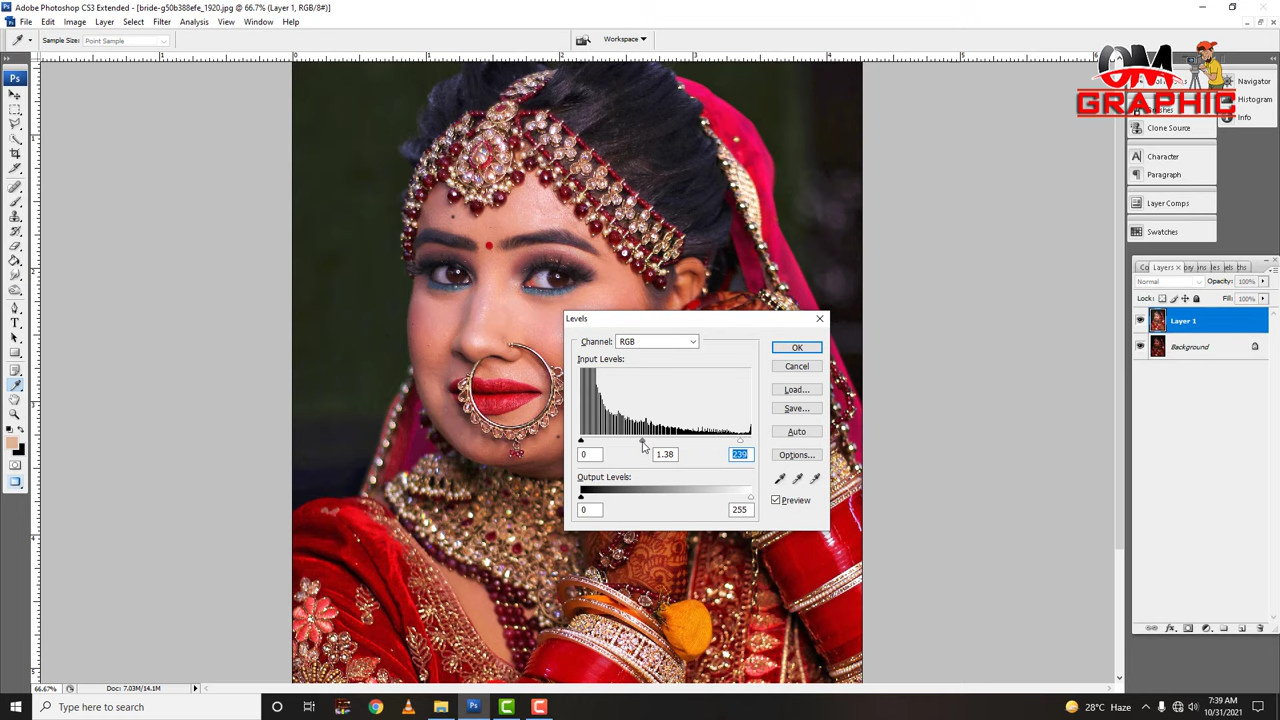 Adobe Photoshop CS3 Extended - [bride-g50b388efe_1920.jpg @ 66.7% (Layer 1, RGB/8#)]
File Edit Image Layer Select Filter Analysis View Window Help
Sample Size: Point Sample
Workspace
OM
GRAPHIC
Navigator
Histogram
Brushes
Info
Clone Source
Character
Paragraph
Layer Comps
Swatches
Layers
Normal Opacity: 100%
Lock: Fill: 100%
Layer 1
Background
Levels
Channel: RGB
OK
Input Levels:
Cancel
Load...
Save...
Auto
0 1.38 239
Options...
Output Levels:
Preview
0 255
66.67% Doc: 7.03M/14.1M
Type here to search
28°C Haze
7:39 AM
10/31/2021